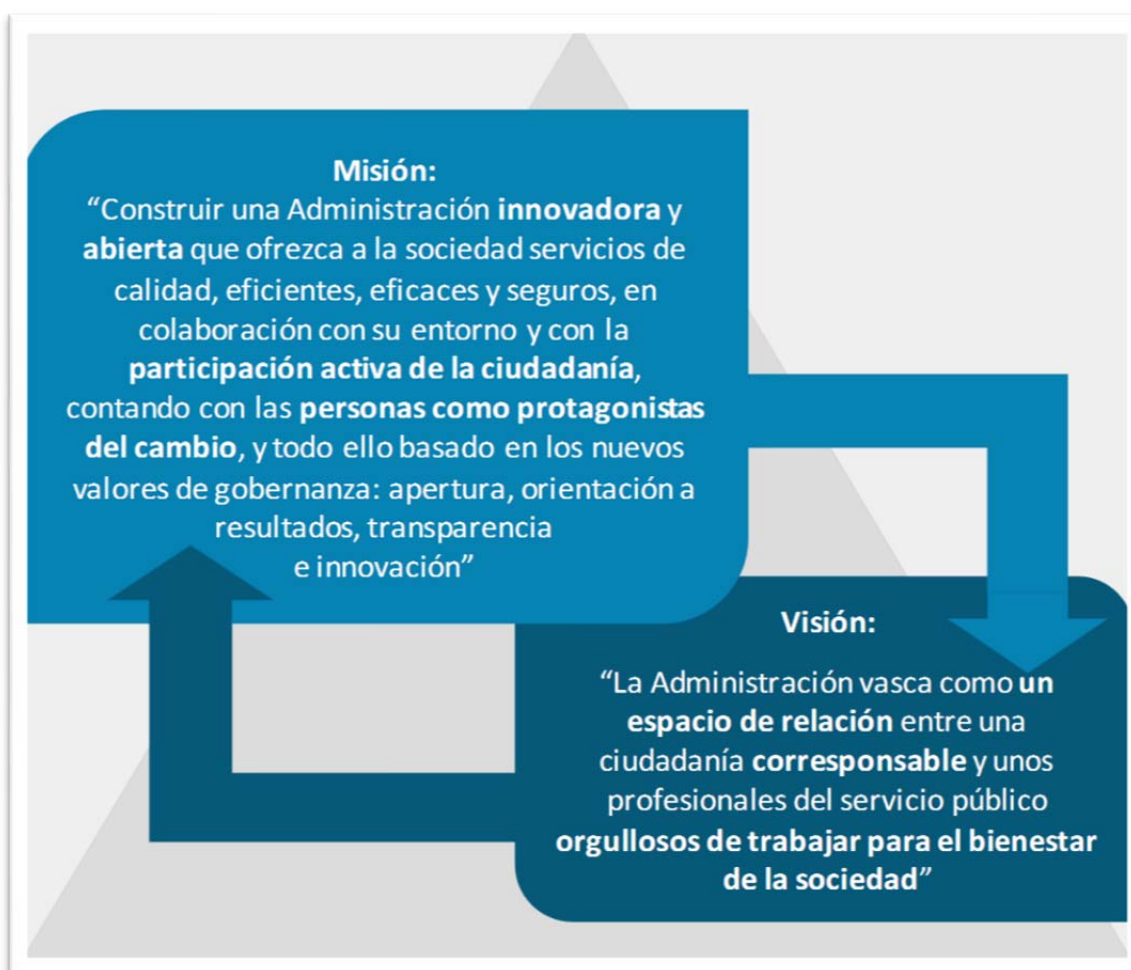 Misión:
“Construir una Administración innovadora y
abierta que ofrezca a la sociedad servicios de
calidad, eficientes, eficaces y seguros, en
colaboración con su entorno y con la
participación activa de la ciudadanía,
contando con las personas como protagonistas
del cambio, y todo ello basado en los nuevos
valores de gobernanza: apertura, orientación a
resultados, transparencia
e innovación”
Visión:
“La Administración vasca como un
espacio de relación entre una
ciudadanía corresponsable y unos
profesionales del servicio público
orgullosos de trabajar para el bienestar
de la sociedad”